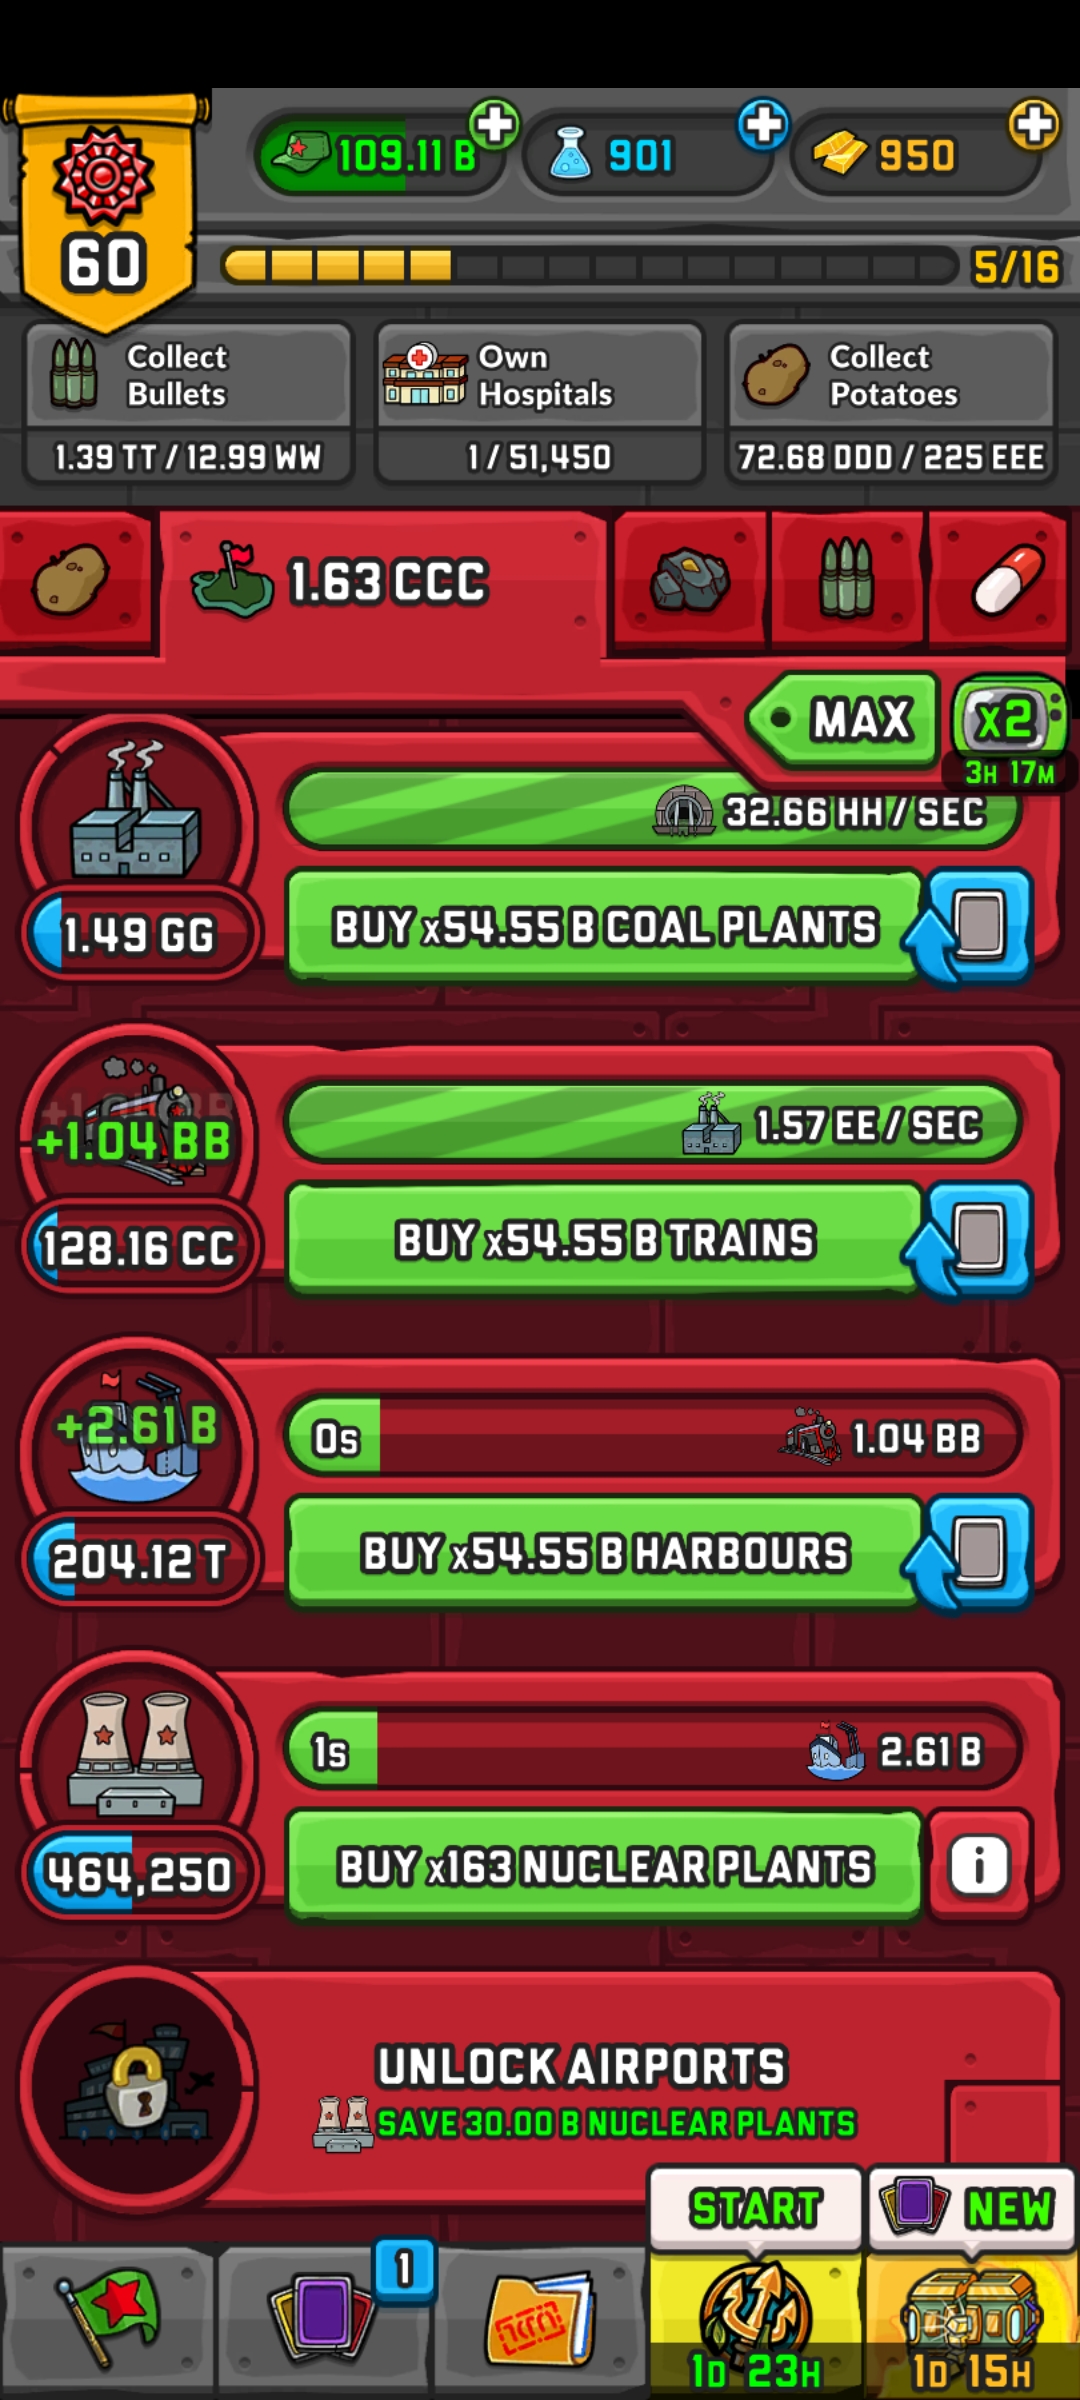 109.11 B
901
950
60
5/16
Collect
Bullets
1.39 TT / 12.99 WW
Own
Hospitals
1 / 51,450
Collect
Potatoes
72.68 DDD / 225 EEE
1.63 CCC
MAX
x2
3H 17M
32.66 HH / SEC
1.49 GG
BUY x54.55 B COAL PLANTS
+1.04 BB
1.57 EE / SEC
128.16 CC
BUY x54.55 B TRAINS
+2.61 B
0s
1.04 BB
204.12 T
BUY x54.55 B HARBOURS
1s
2.61 B
464,250
BUY x163 NUCLEAR PLANTS
i
UNLOCK AIRPORTS
SAVE 30.00 B NUCLEAR PLANTS
START
NEW
1
1D 23H
1D 15H